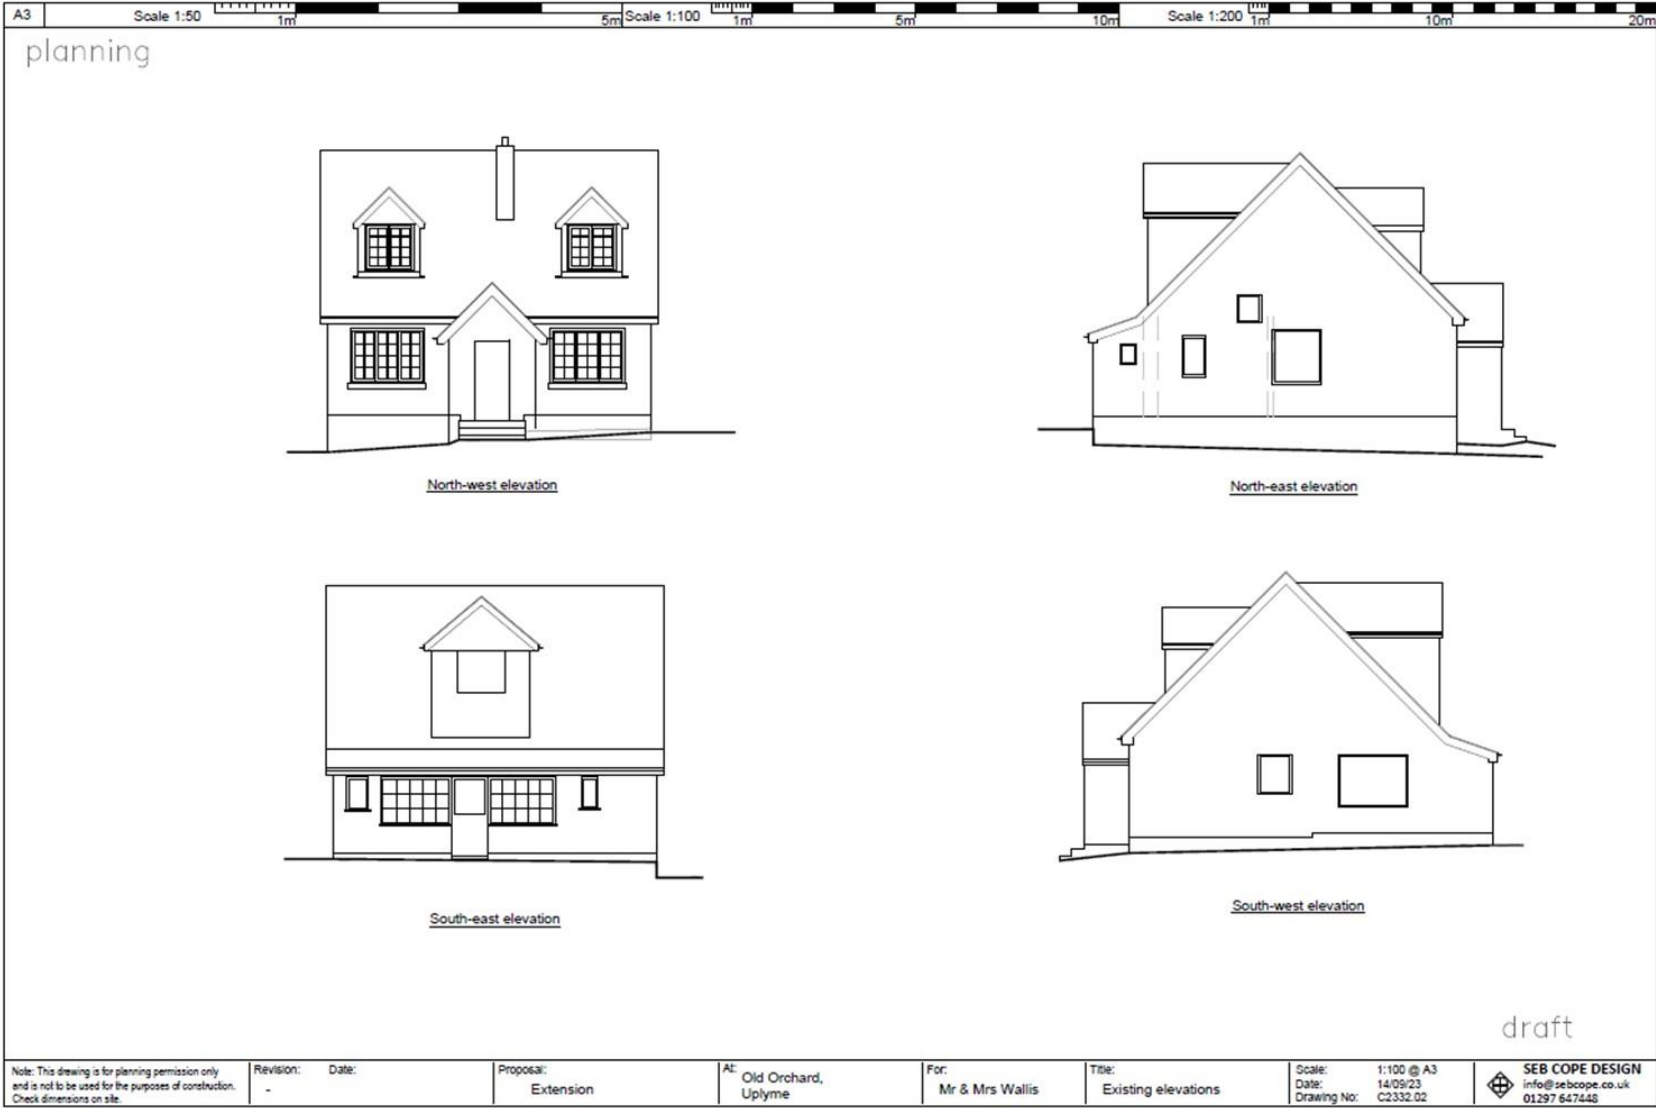 A3
Scale 1:50
1m
5m
Scale 1:100
1m
5m
10m
Scale 1:200
1m
10m
20m
planning
North-west elevation
North-east elevation
South-east elevation
South-west elevation
draft
Note: This drawing is for planning permission only
and is not to be used for the purposes of construction.
Check dimensions on site.
Revision:
-
Date:
Proposal:
Extension
At:
Old Orchard,
Uplyme
For:
Mr & Mrs Wallis
Title:
Existing elevations
Scale: 1:100 @ A3
Date: 14/09/23
Drawing No: C2332.02
SEB COPE DESIGN
info@sebcope.co.uk
01297 647448